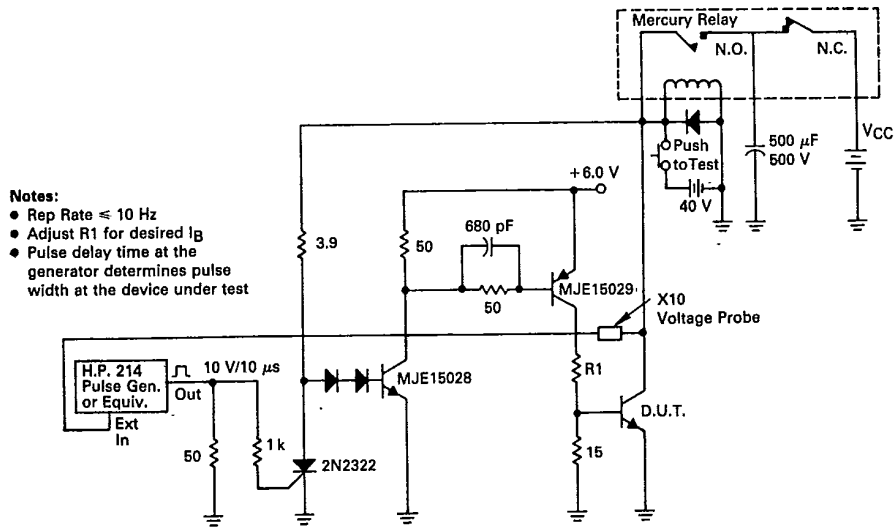 Mercury Relay
N.O.
N.C.
VCC
Push
to Test
500 μF
500 V
40 V
+6.0 V
Notes:
• Rep Rate ≤ 10 Hz
• Adjust R1 for desired IB
• Pulse delay time at the
generator determines pulse
width at the device under test
3.9
50
680 pF
50
MJE15029
X10
Voltage Probe
H.P. 214
Pulse Gen.
or Equiv.
Out
Ext
In
10 V/10 μs
MJE15028
R1
D.U.T.
50
1 k
2N2322
15